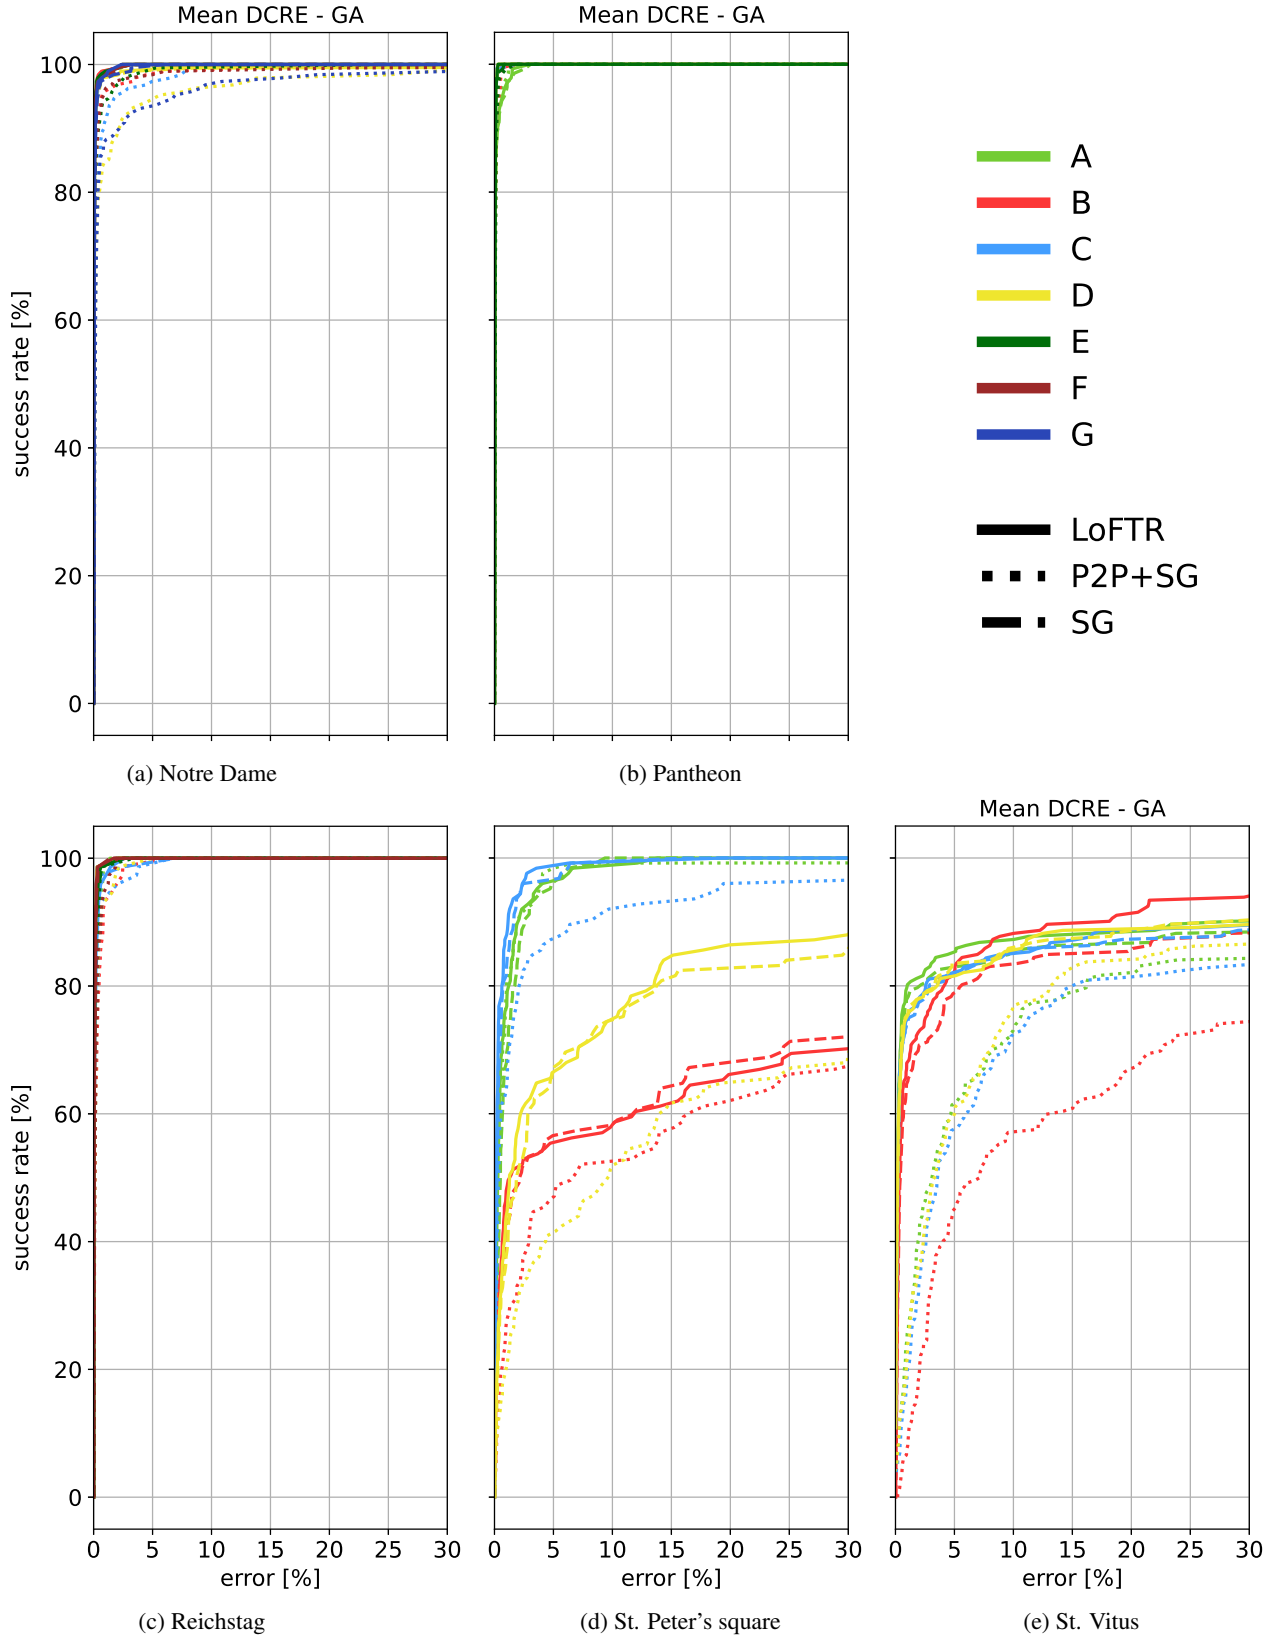 Mean DCRE - GA
Mean DCRE - GA
100
80
60
40
20
0
success rate [%]
A
B
C
D
E
F
G
LoFTR
P2P+SG
SG
(a) Notre Dame
(b) Pantheon
Mean DCRE - GA
100
80
60
40
20
0
success rate [%]
0 5 10 15 20 25 30
0 5 10 15 20 25 30
0 5 10 15 20 25 30
error [%]
error [%]
error [%]
(c) Reichstag
(d) St. Peter’s square
(e) St. Vitus